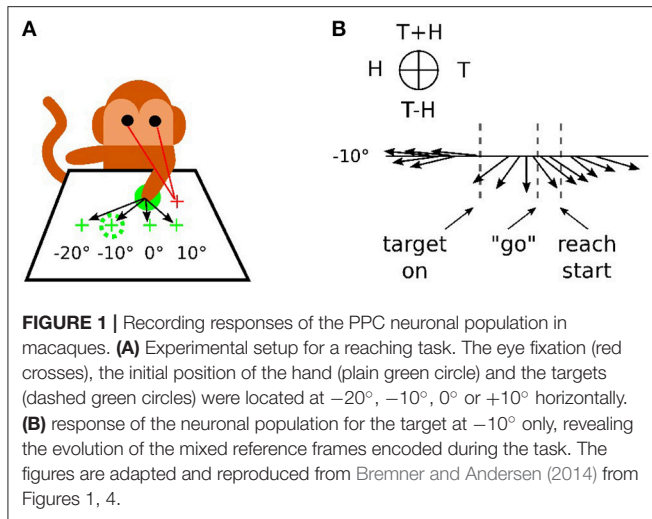 A
B
T+H
H
T
T-H
-10°
-20° -10° 0° 10°
target on
"go"
reach start
FIGURE 1 | Recording responses of the PPC neuronal population in
macaques. (A) Experimental setup for a reaching task. The eye fixation (red
crosses), the initial position of the hand (plain green circle) and the targets
(dashed green circles) were located at −20°, −10°, 0° or +10° horizontally.
(B) response of the neuronal population for the target at −10° only, revealing
the evolution of the mixed reference frames encoded during the task. The
figures are adapted and reproduced from Bremner and Andersen (2014) from
Figures 1, 4.